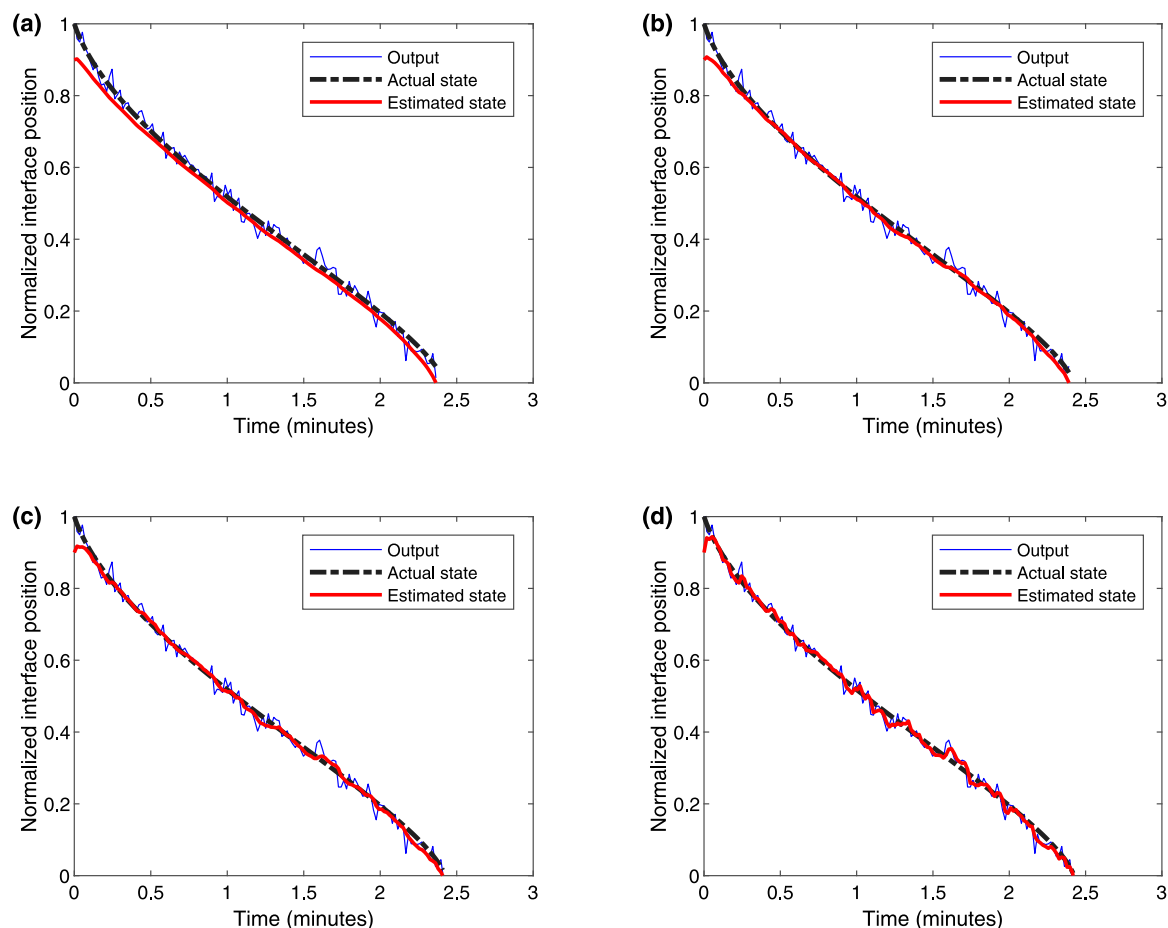 (a)
Normalized interface position
1
0.8
0.6
0.4
0.2
0
Output
Actual state
Estimated state
0 0.5 1 1.5 2 2.5 3
Time (minutes)
(b)
Normalized interface position
1
0.8
0.6
0.4
0.2
0
Output
Actual state
Estimated state
0 0.5 1 1.5 2 2.5 3
Time (minutes)
(c)
Normalized interface position
1
0.8
0.6
0.4
0.2
0
Output
Actual state
Estimated state
0 0.5 1 1.5 2 2.5 3
Time (minutes)
(d)
Normalized interface position
1
0.8
0.6
0.4
0.2
0
Output
Actual state
Estimated state
0 0.5 1 1.5 2 2.5 3
Time (minutes)